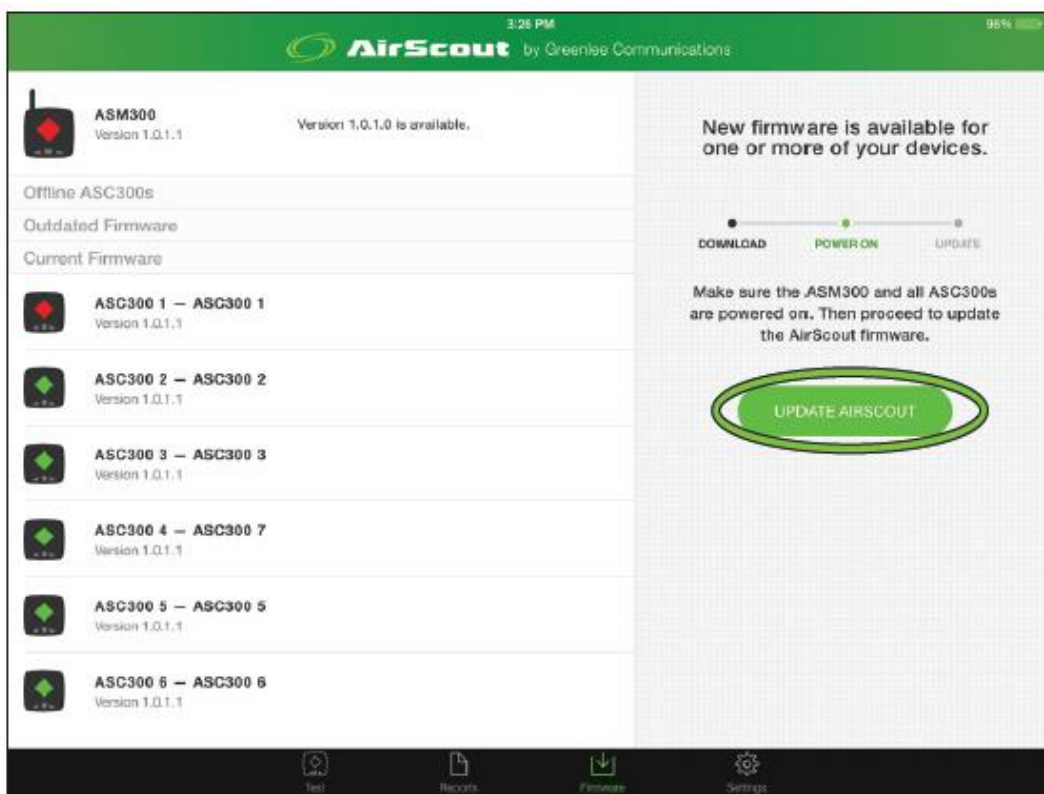 3:26 PM
98%
AirScout by Greenlee Communications
ASM300
Version 1.0.1.1
Version 1.0.1.0 is available.
Offline ASC300s
Outdated Firmware
Current Firmware
ASC300 1 — ASC300 1
Version 1.0.1.1
ASC300 2 — ASC300 2
Version 1.0.1.1
ASC300 3 — ASC300 3
Version 1.0.1.1
ASC300 4 — ASC300 7
Version 1.0.1.1
ASC300 5 — ASC300 5
Version 1.0.1.1
ASC300 6 — ASC300 6
Version 1.0.1.1
New firmware is available for
one or more of your devices.
DOWNLOAD
POWER ON
UPDATE
Make sure the ASM300 and all ASC300s
are powered on. Then proceed to update
the AirScout firmware.
UPDATE AIRSCOUT
Test
Reports
Firmware
Settings